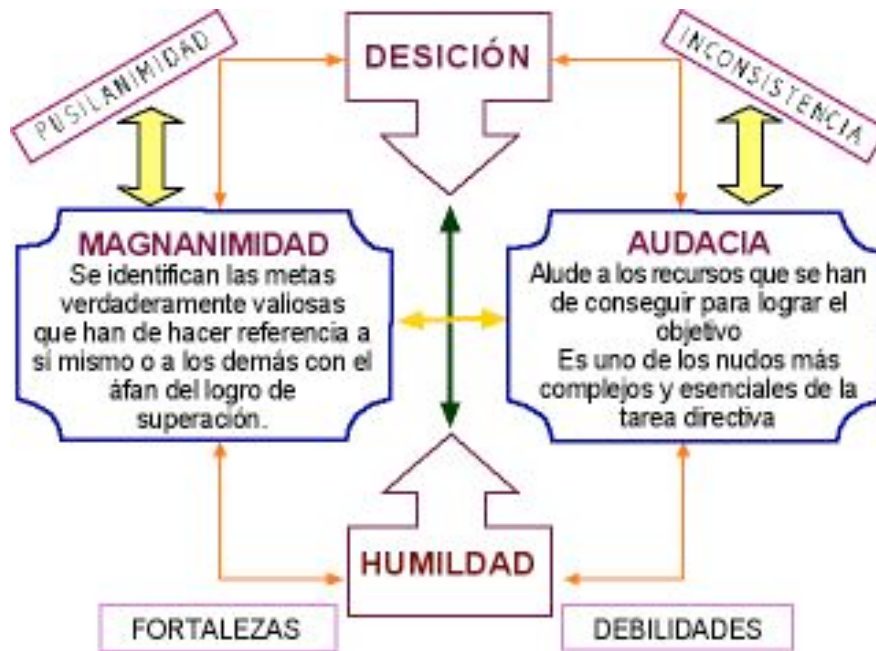 PUSILANIMIDAD
DESICIÓN
INCONSISTENCIA
MAGNANIMIDAD
Se identifican las metas
verdaderamente valiosas
que han de hacer referencia a
sí mismo o a los demás con el
áfan del logro de
superación.
AUDACIA
Alude a los recursos que se han
de conseguir para lograr el
objetivo
Es uno de los nudos más
complejos y esenciales de la
tarea directiva
HUMILDAD
FORTALEZAS
DEBILIDADES